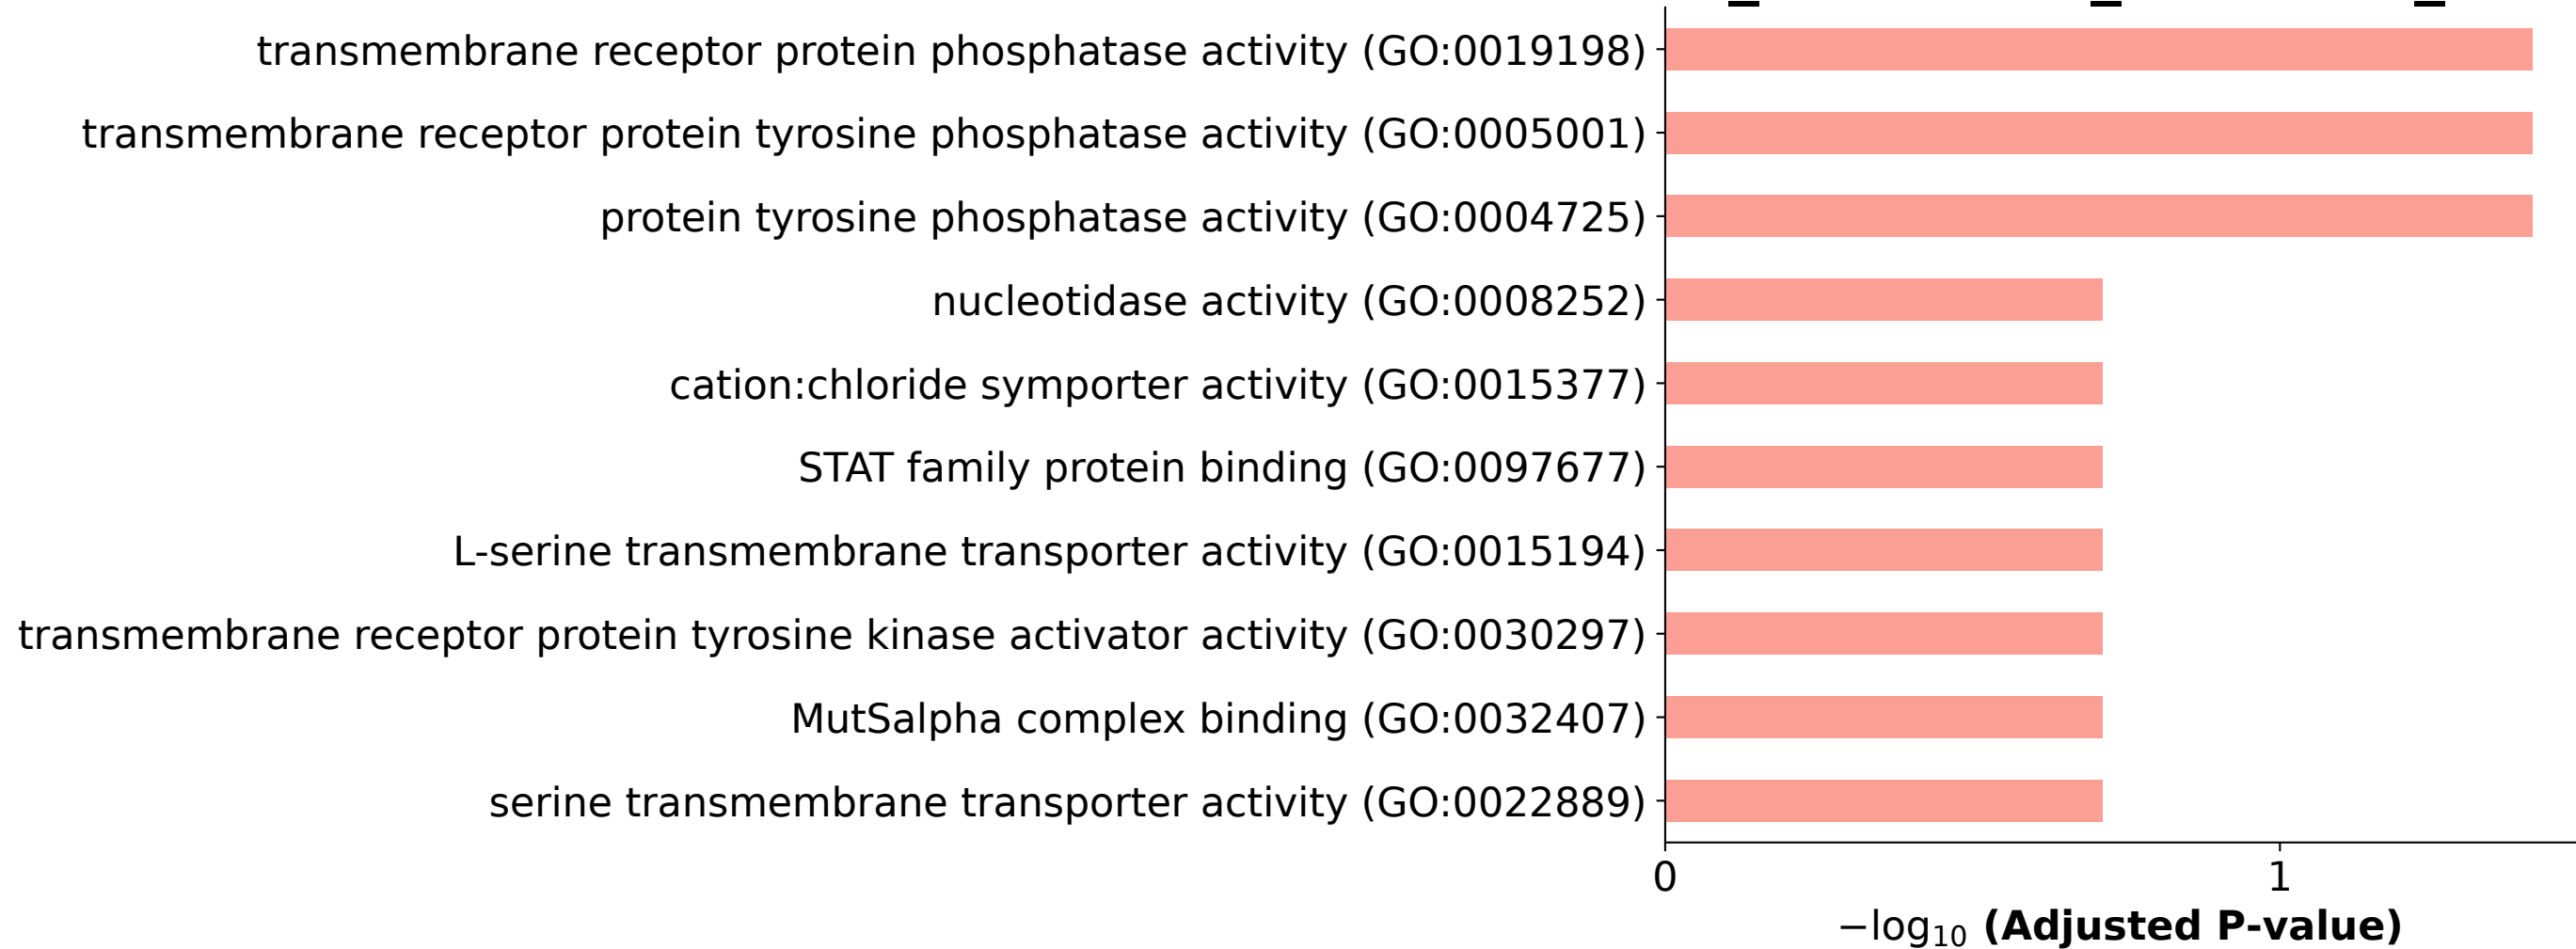 transmembrane receptor protein phosphatase activity (GO:0019198)
transmembrane receptor protein tyrosine phosphatase activity (GO:0005001)
protein tyrosine phosphatase activity (GO:0004725)
nucleotidase activity (GO:0008252)
cation:chloride symporter activity (GO:0015377)
STAT family protein binding (GO:0097677)
L-serine transmembrane transporter activity (GO:0015194)
transmembrane receptor protein tyrosine kinase activator activity (GO:0030297)
MutSalpha complex binding (GO:0032407)
serine transmembrane transporter activity (GO:0022889)
0 1
−log₁₀ (Adjusted P-value)